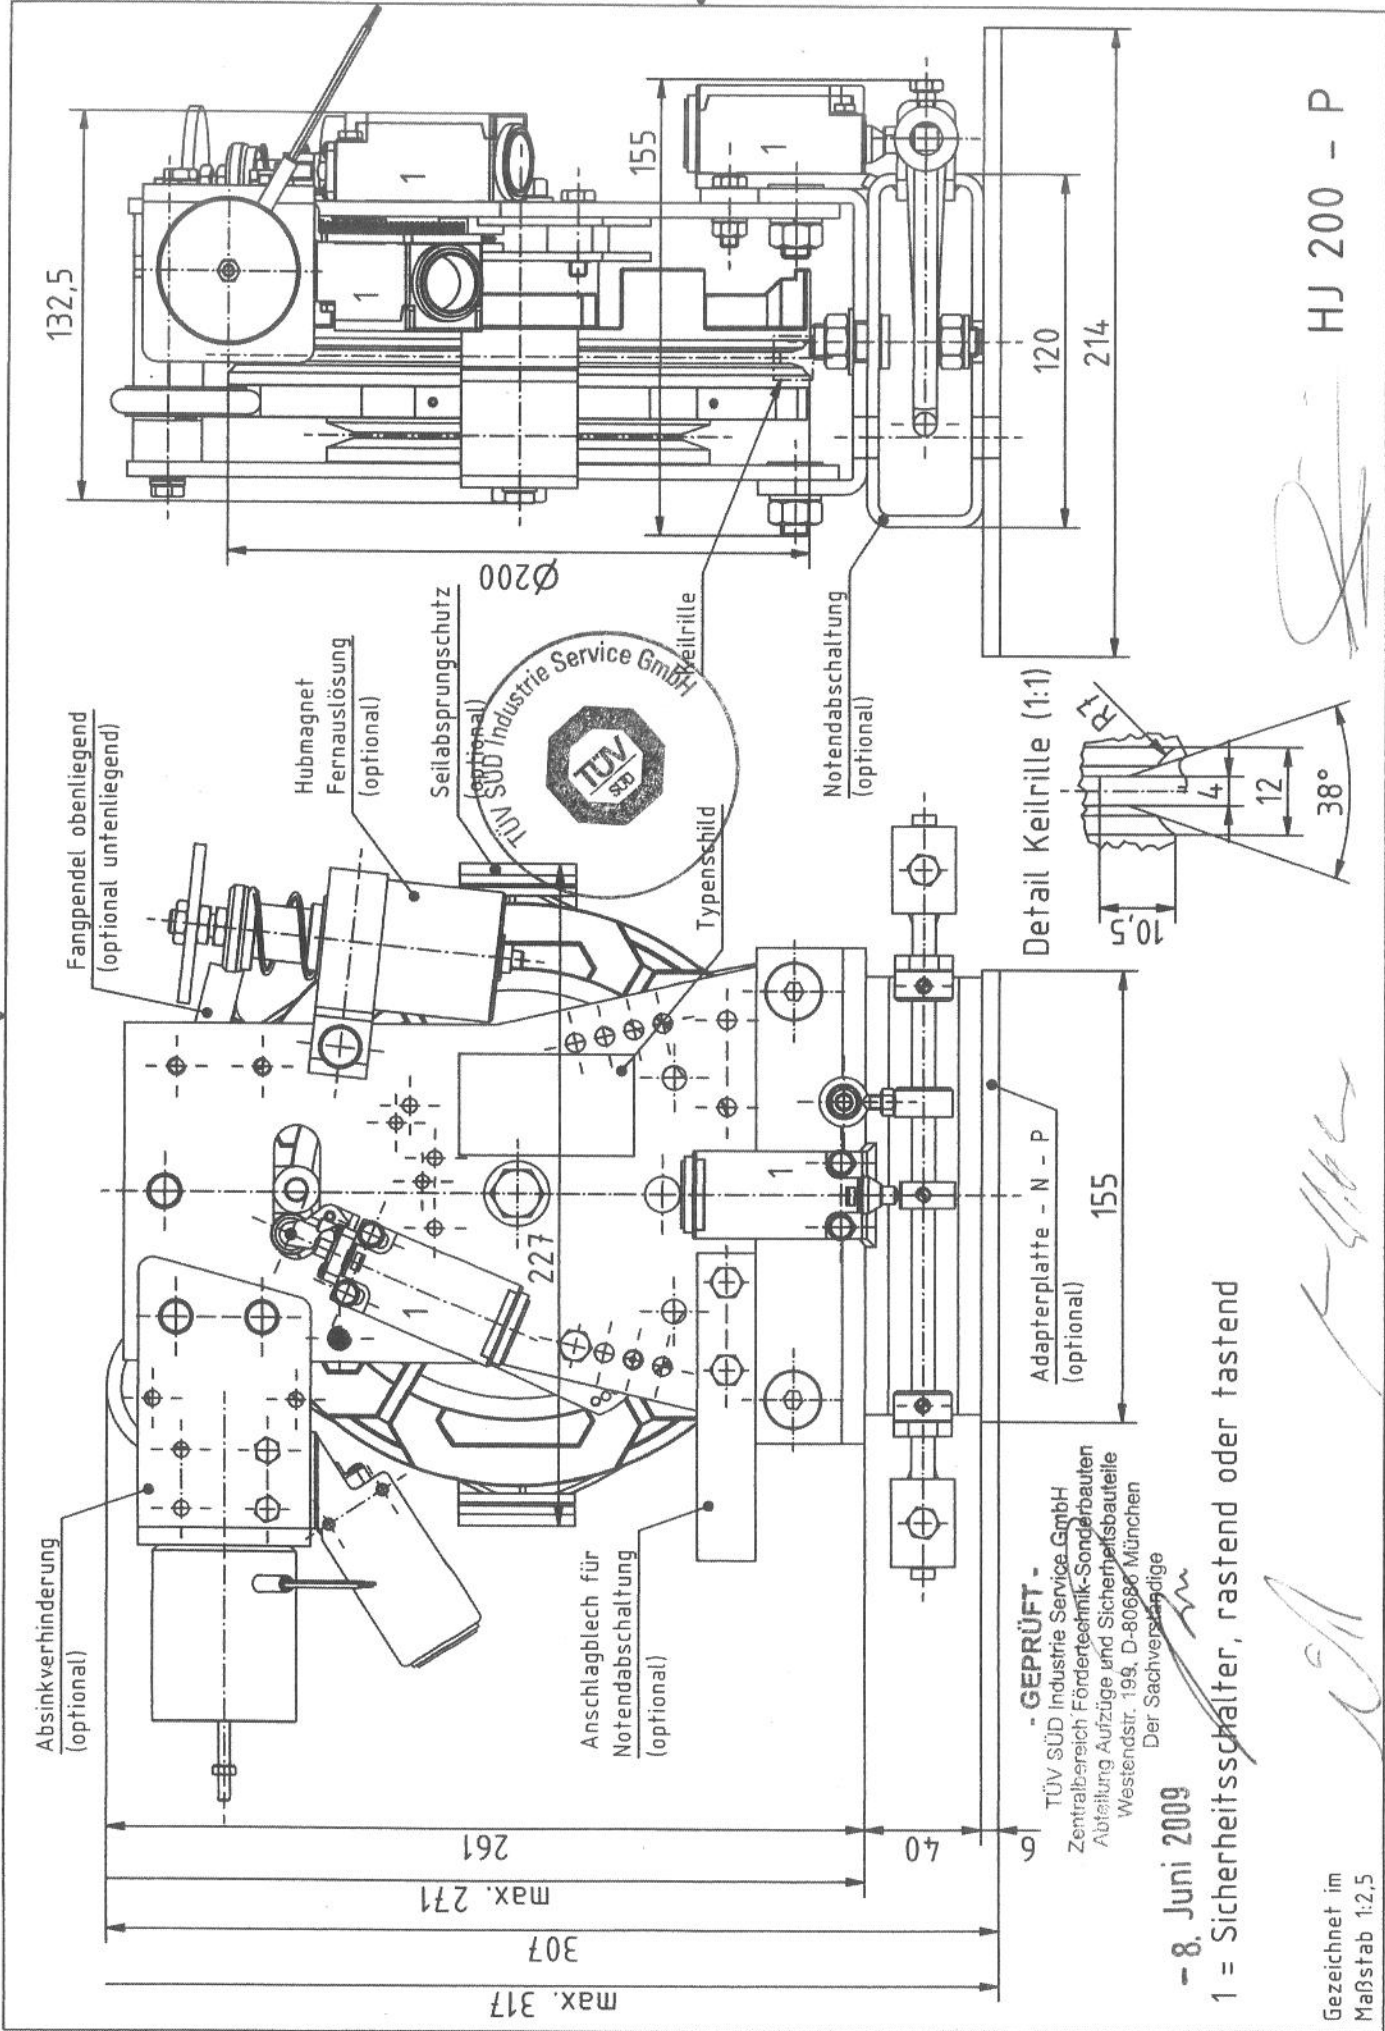 Absinkverhinderung
(optional)
Fangpendel obenliegend
(optional untenliegend)
Hubmagnet
Fernauslösung
(optional)
Seilabsprungschutz
(optional)
132,5
1
1
Ø200
155
1
Keilrille
TÜV SÜD Industrie Service GmbH
TÜV
SÜD
Typenschild
227
1
1
Anschlagblech für
Notendabschaltung
(optional)
Notendabschaltung
(optional)
120
214
261
max. 271
307
max. 317
40
6
Adapterplatte - N - P
(optional)
155
Detail Keilrille (1:1)
R7
10,5
4
12
38°
- GEPRÜFT -
TÜV SÜD Industrie Service GmbH
Zentralbereich Fördertechnik-Sonderbauten
Abteilung Aufzüge und Sicherheitsbauteile
Westendstr. 199, D-80686 München
Der Sachverständige
- 8. Juni 2009
1 = Sicherheitsschalter, rastend oder tastend
HJ 200 - P
Gezeichnet im
Maßstab 1:2,5